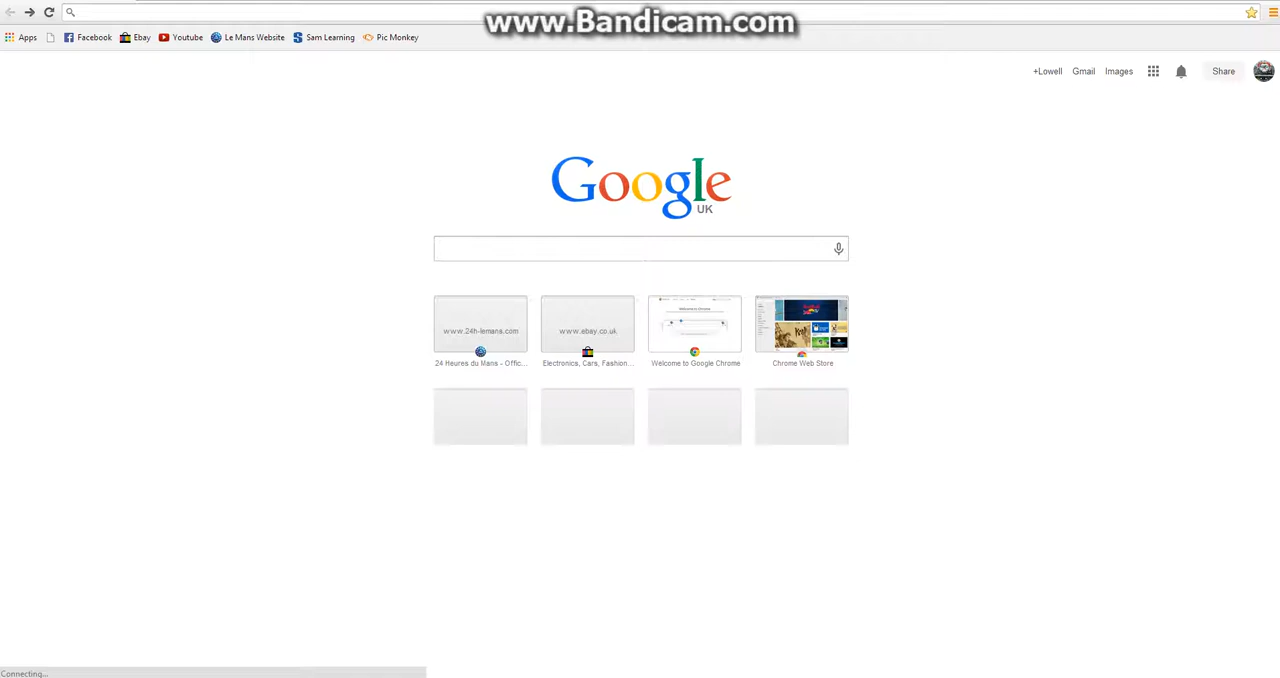 www.Bandicam.com
Apps Facebook Ebay Youtube Le Mans Website Sam Learning Pic Monkey
+Lowell Gmail Images Share
Google
UK
www.24h-lemans.com www.ebay.co.uk
24 Heures du Mans - Offic... Electronics, Cars, Fashion... Welcome to Google Chrome Chrome Web Store
Connecting...